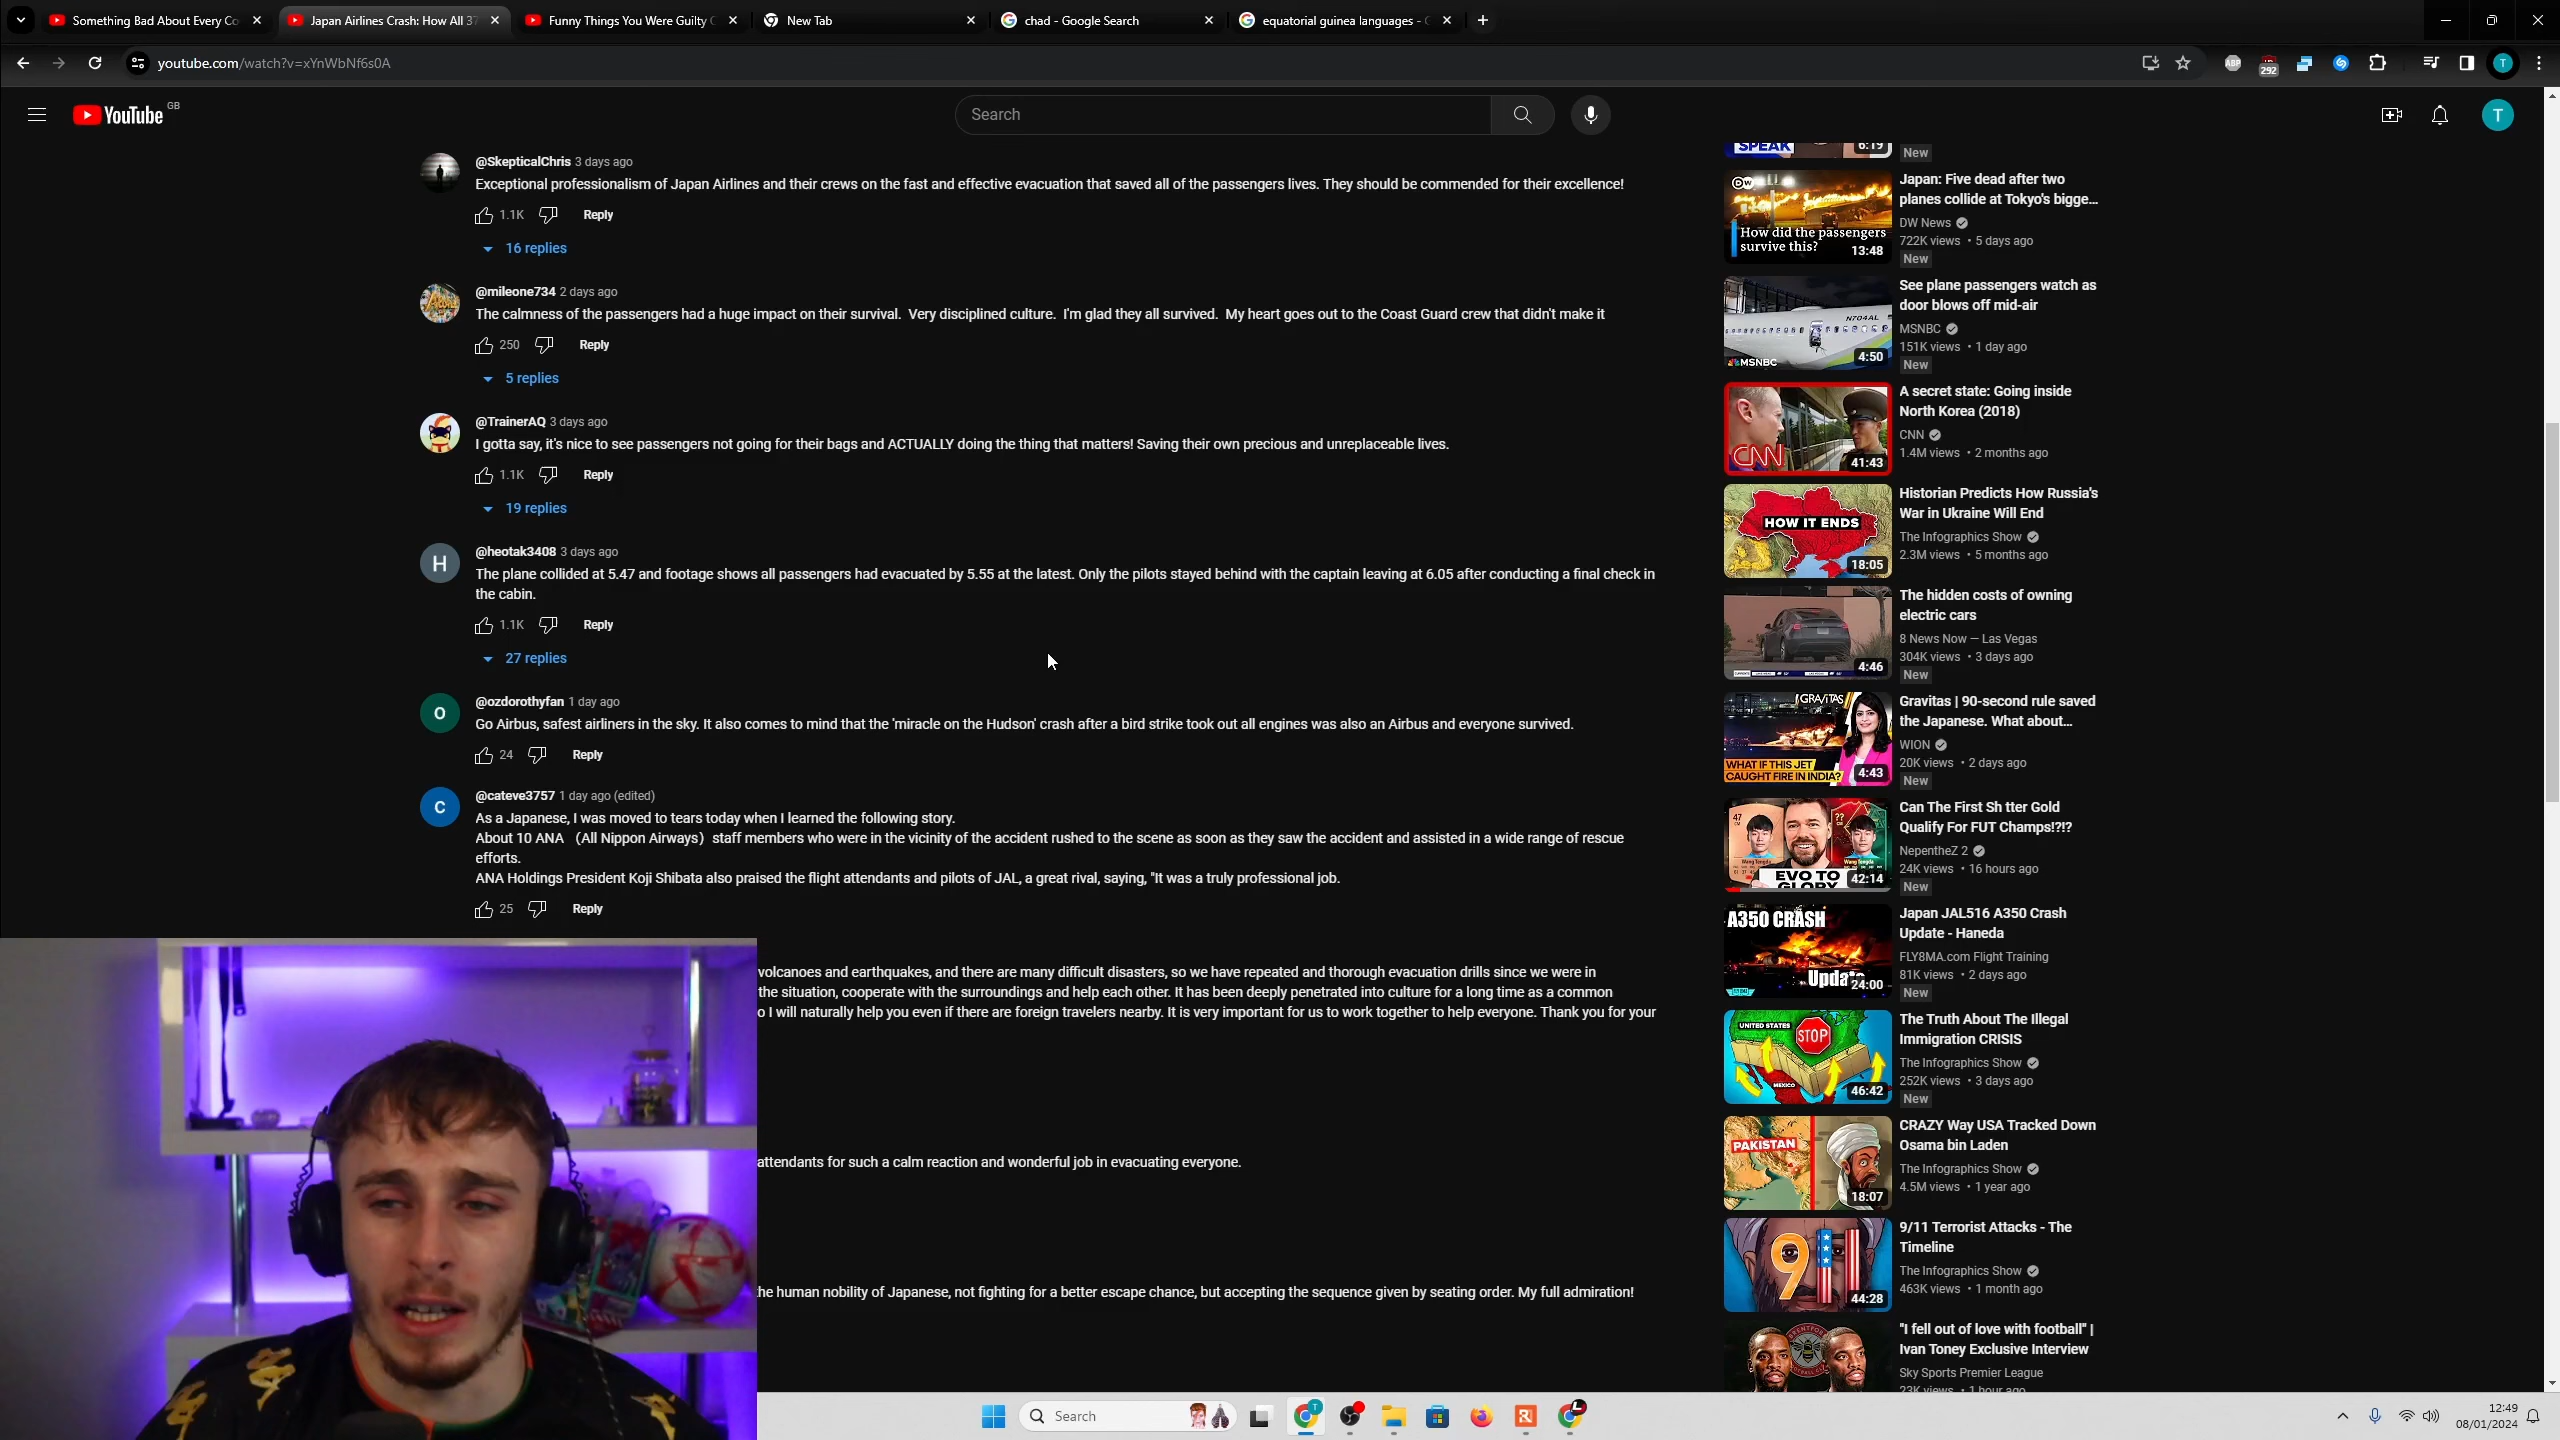 Something Bad About Every Co
Japan Airlines Crash: How All 37
Funny Things You Were Guilty
New Tab
chad - Google Search
equatorial guinea languages -
youtube.com/watch?v=xYnWbNf6s0A
ABP
292
T
YouTube
GB
Search
T
@SkepticalChris 3 days ago
Exceptional professionalism of Japan Airlines and their crews on the fast and effective evacuation that saved all of the passengers lives. They should be commended for their excellence!
1.1K Reply
16 replies
@mileone734 2 days ago
The calmness of the passengers had a huge impact on their survival. Very disciplined culture. I'm glad they all survived. My heart goes out to the Coast Guard crew that didn't make it
250 Reply
5 replies
@TrainerAQ 3 days ago
I gotta say, it's nice to see passengers not going for their bags and ACTUALLY doing the thing that matters! Saving their own precious and unreplaceable lives.
1.1K Reply
19 replies
H
@heotak3408 3 days ago
The plane collided at 5.47 and footage shows all passengers had evacuated by 5.55 at the latest. Only the pilots stayed behind with the captain leaving at 6.05 after conducting a final check in
the cabin.
1.1K Reply
27 replies
O
@ozdorothyfan 1 day ago
Go Airbus, safest airliners in the sky. It also comes to mind that the 'miracle on the Hudson' crash after a bird strike took out all engines was also an Airbus and everyone survived.
24 Reply
C
@cateve3757 1 day ago (edited)
As a Japanese, I was moved to tears today when I learned the following story.
About 10 ANA （All Nippon Airways）staff members who were in the vicinity of the accident rushed to the scene as soon as they saw the accident and assisted in a wide range of rescue
efforts.
ANA Holdings President Koji Shibata also praised the flight attendants and pilots of JAL, a great rival, saying, "It was a truly professional job.
25 Reply
volcanoes and earthquakes, and there are many difficult disasters, so we have repeated and thorough evacuation drills since we were in
the situation, cooperate with the surroundings and help each other. It has been deeply penetrated into culture for a long time as a common
o I will naturally help you even if there are foreign travelers nearby. It is very important for us to work together to help everyone. Thank you for your
attendants for such a calm reaction and wonderful job in evacuating everyone.
he human nobility of Japanese, not fighting for a better escape chance, but accepting the sequence given by seating order. My full admiration!
SPEAK
6:19
New
DW
How did the passengers
survive this?
13:48
Japan: Five dead after two
planes collide at Tokyo's bigge...
DW News
722K views • 5 days ago
New
N704AL
MSNBC
4:50
See plane passengers watch as
door blows off mid-air
MSNBC
151K views • 1 day ago
New
CNN
41:43
A secret state: Going inside
North Korea (2018)
CNN
1.4M views • 2 months ago
HOW IT ENDS
18:05
Historian Predicts How Russia's
War in Ukraine Will End
The Infographics Show
2.3M views • 5 months ago
4:46
The hidden costs of owning
electric cars
8 News Now — Las Vegas
304K views • 3 days ago
New
GRAVITAS
WHAT IF THIS JET
CAUGHT FIRE IN INDIA?
4:43
Gravitas | 90-second rule saved
the Japanese. What about...
WION
20K views • 2 days ago
New
47
??
EVO TO
GLORY
42:14
Can The First Sh tter Gold
Qualify For FUT Champs!?!?
NepentheZ 2
24K views • 16 hours ago
New
A350 CRASH
Update
24:00
Japan JAL516 A350 Crash
Update - Haneda
FLY8MA.com Flight Training
81K views • 2 days ago
New
UNITED STATES
STOP
MEXICO
46:42
The Truth About The Illegal
Immigration CRISIS
The Infographics Show
252K views • 3 days ago
New
PAKISTAN
18:07
CRAZY Way USA Tracked Down
Osama bin Laden
The Infographics Show
4.5M views • 1 year ago
9
44:28
9/11 Terrorist Attacks - The
Timeline
The Infographics Show
463K views • 1 month ago
BRENTFORD
"I fell out of love with football" |
Ivan Toney Exclusive Interview
Sky Sports Premier League
23K views • 1 hour ago
Search
12:49
08/01/2024